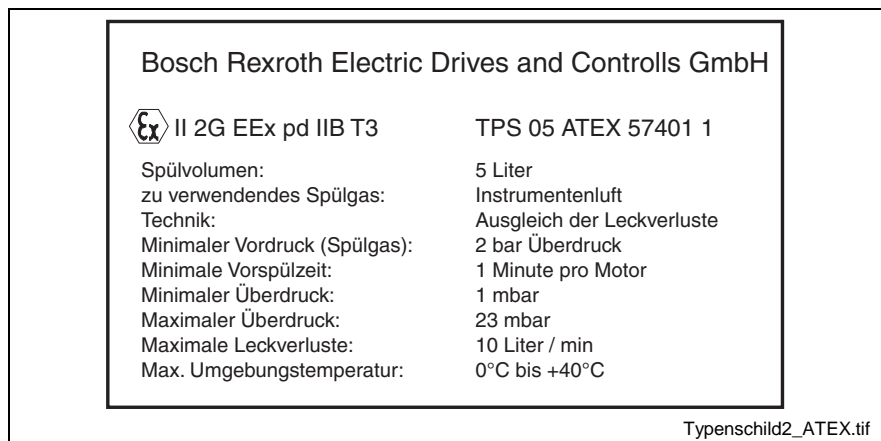 Bosch Rexroth Electric Drives and Controlls GmbH
Ex II 2G EEx pd IIB T3 TPS 05 ATEX 57401 1
Spülvolumen: 5 Liter
zu verwendendes Spülgas: Instrumentenluft
Technik: Ausgleich der Leckverluste
Minimaler Vordruck (Spülgas): 2 bar Überdruck
Minimale Vorspülzeit: 1 Minute pro Motor
Minimaler Überdruck: 1 mbar
Maximaler Überdruck: 23 mbar
Maximale Leckverluste: 10 Liter / min
Max. Umgebungstemperatur: 0°C bis +40°C
Typenschild2_ATEX.tif